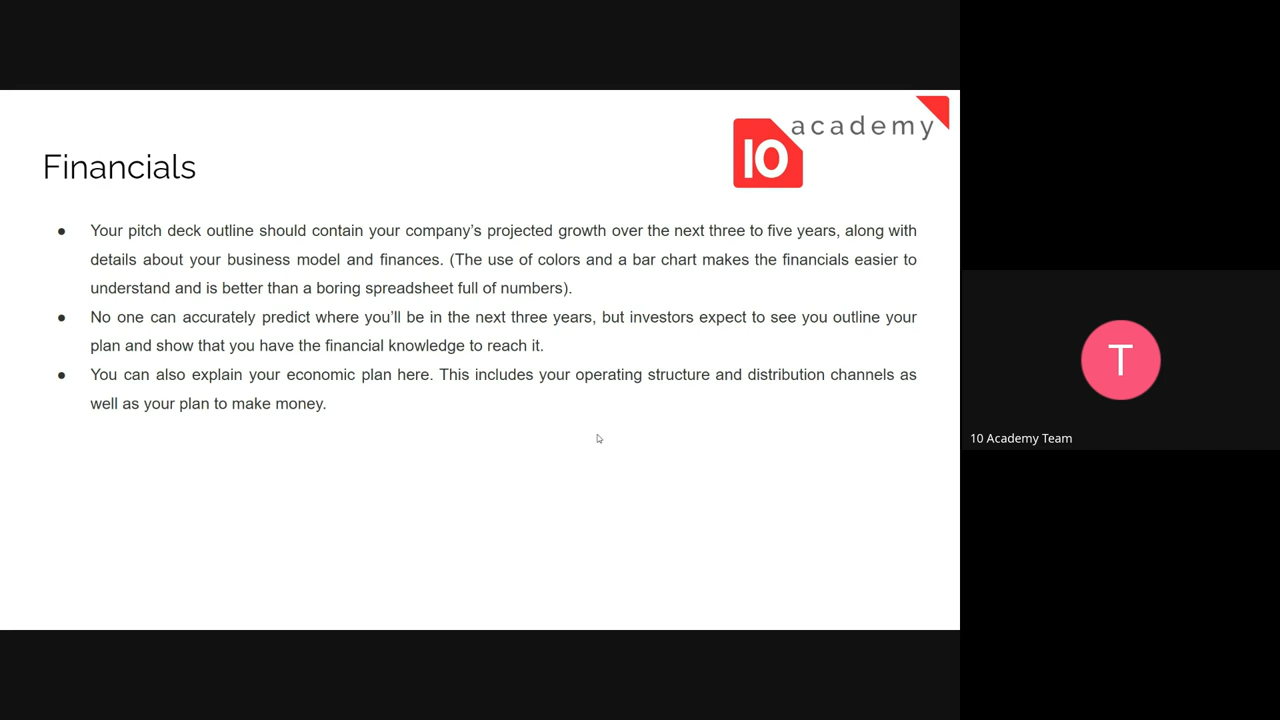 academy
10
Financials
● Your pitch deck outline should contain your company's projected growth over the next three to five years, along with
details about your business model and finances. (The use of colors and a bar chart makes the financials easier to
understand and is better than a boring spreadsheet full of numbers).
● No one can accurately predict where you'll be in the next three years, but investors expect to see you outline your
plan and show that you have the financial knowledge to reach it.
● You can also explain your economic plan here. This includes your operating structure and distribution channels as
well as your plan to make money.
T
10 Academy Team